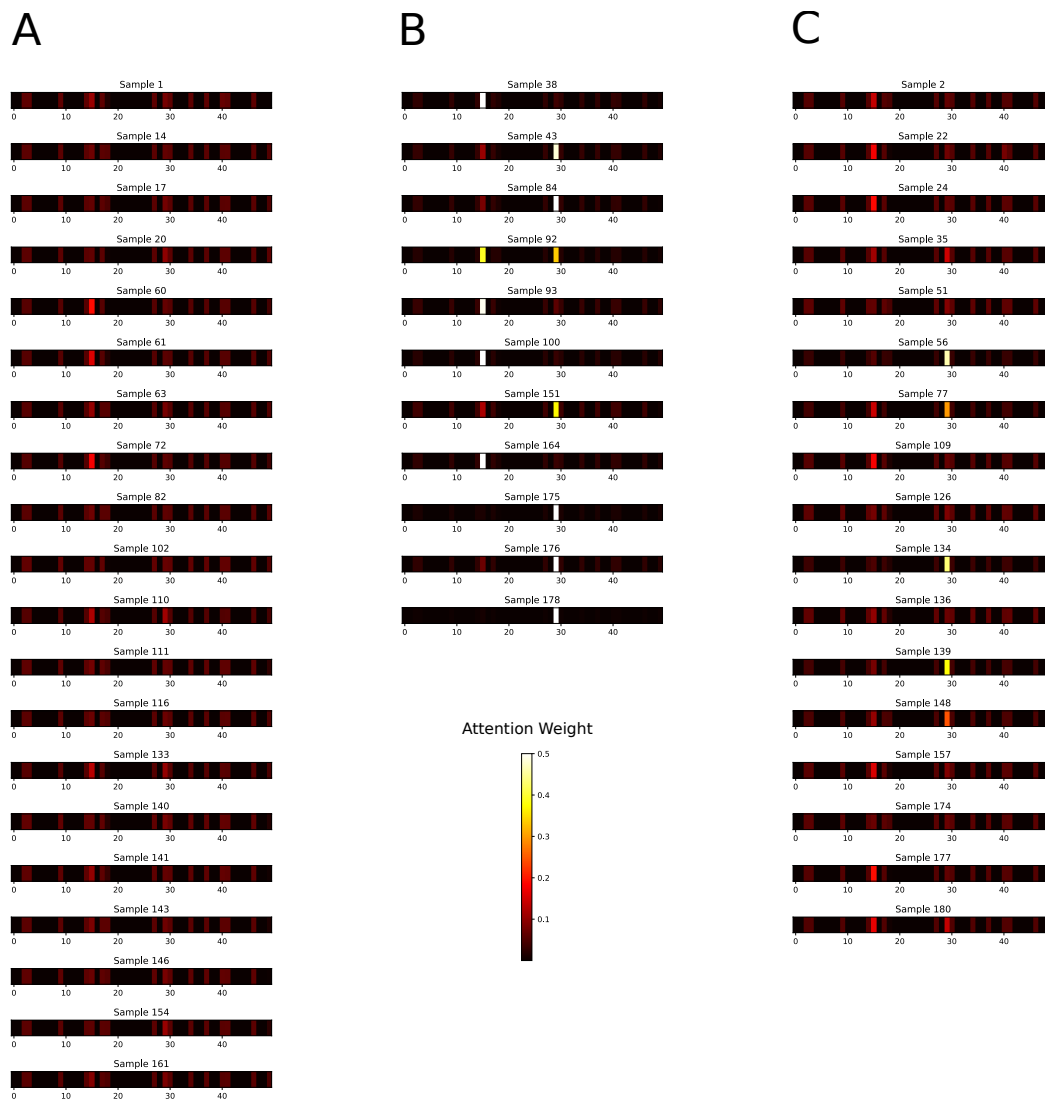 A
Sample 1
0 10 20 30 40
Sample 14
0 10 20 30 40
Sample 17
0 10 20 30 40
Sample 20
0 10 20 30 40
Sample 60
0 10 20 30 40
Sample 61
0 10 20 30 40
Sample 63
0 10 20 30 40
Sample 72
0 10 20 30 40
Sample 82
0 10 20 30 40
Sample 102
0 10 20 30 40
Sample 110
0 10 20 30 40
Sample 111
0 10 20 30 40
Sample 116
0 10 20 30 40
Sample 133
0 10 20 30 40
Sample 140
0 10 20 30 40
Sample 141
0 10 20 30 40
Sample 143
0 10 20 30 40
Sample 146
0 10 20 30 40
Sample 154
0 10 20 30 40
Sample 161
0 10 20 30 40
B
Sample 38
0 10 20 30 40
Sample 43
0 10 20 30 40
Sample 84
0 10 20 30 40
Sample 92
0 10 20 30 40
Sample 93
0 10 20 30 40
Sample 100
0 10 20 30 40
Sample 151
0 10 20 30 40
Sample 164
0 10 20 30 40
Sample 175
0 10 20 30 40
Sample 176
0 10 20 30 40
Sample 178
0 10 20 30 40
Attention Weight
0.5
0.4
0.3
0.2
0.1
C
Sample 2
0 10 20 30 40
Sample 22
0 10 20 30 40
Sample 24
0 10 20 30 40
Sample 35
0 10 20 30 40
Sample 51
0 10 20 30 40
Sample 56
0 10 20 30 40
Sample 77
0 10 20 30 40
Sample 109
0 10 20 30 40
Sample 126
0 10 20 30 40
Sample 134
0 10 20 30 40
Sample 136
0 10 20 30 40
Sample 139
0 10 20 30 40
Sample 148
0 10 20 30 40
Sample 157
0 10 20 30 40
Sample 174
0 10 20 30 40
Sample 177
0 10 20 30 40
Sample 180
0 10 20 30 40